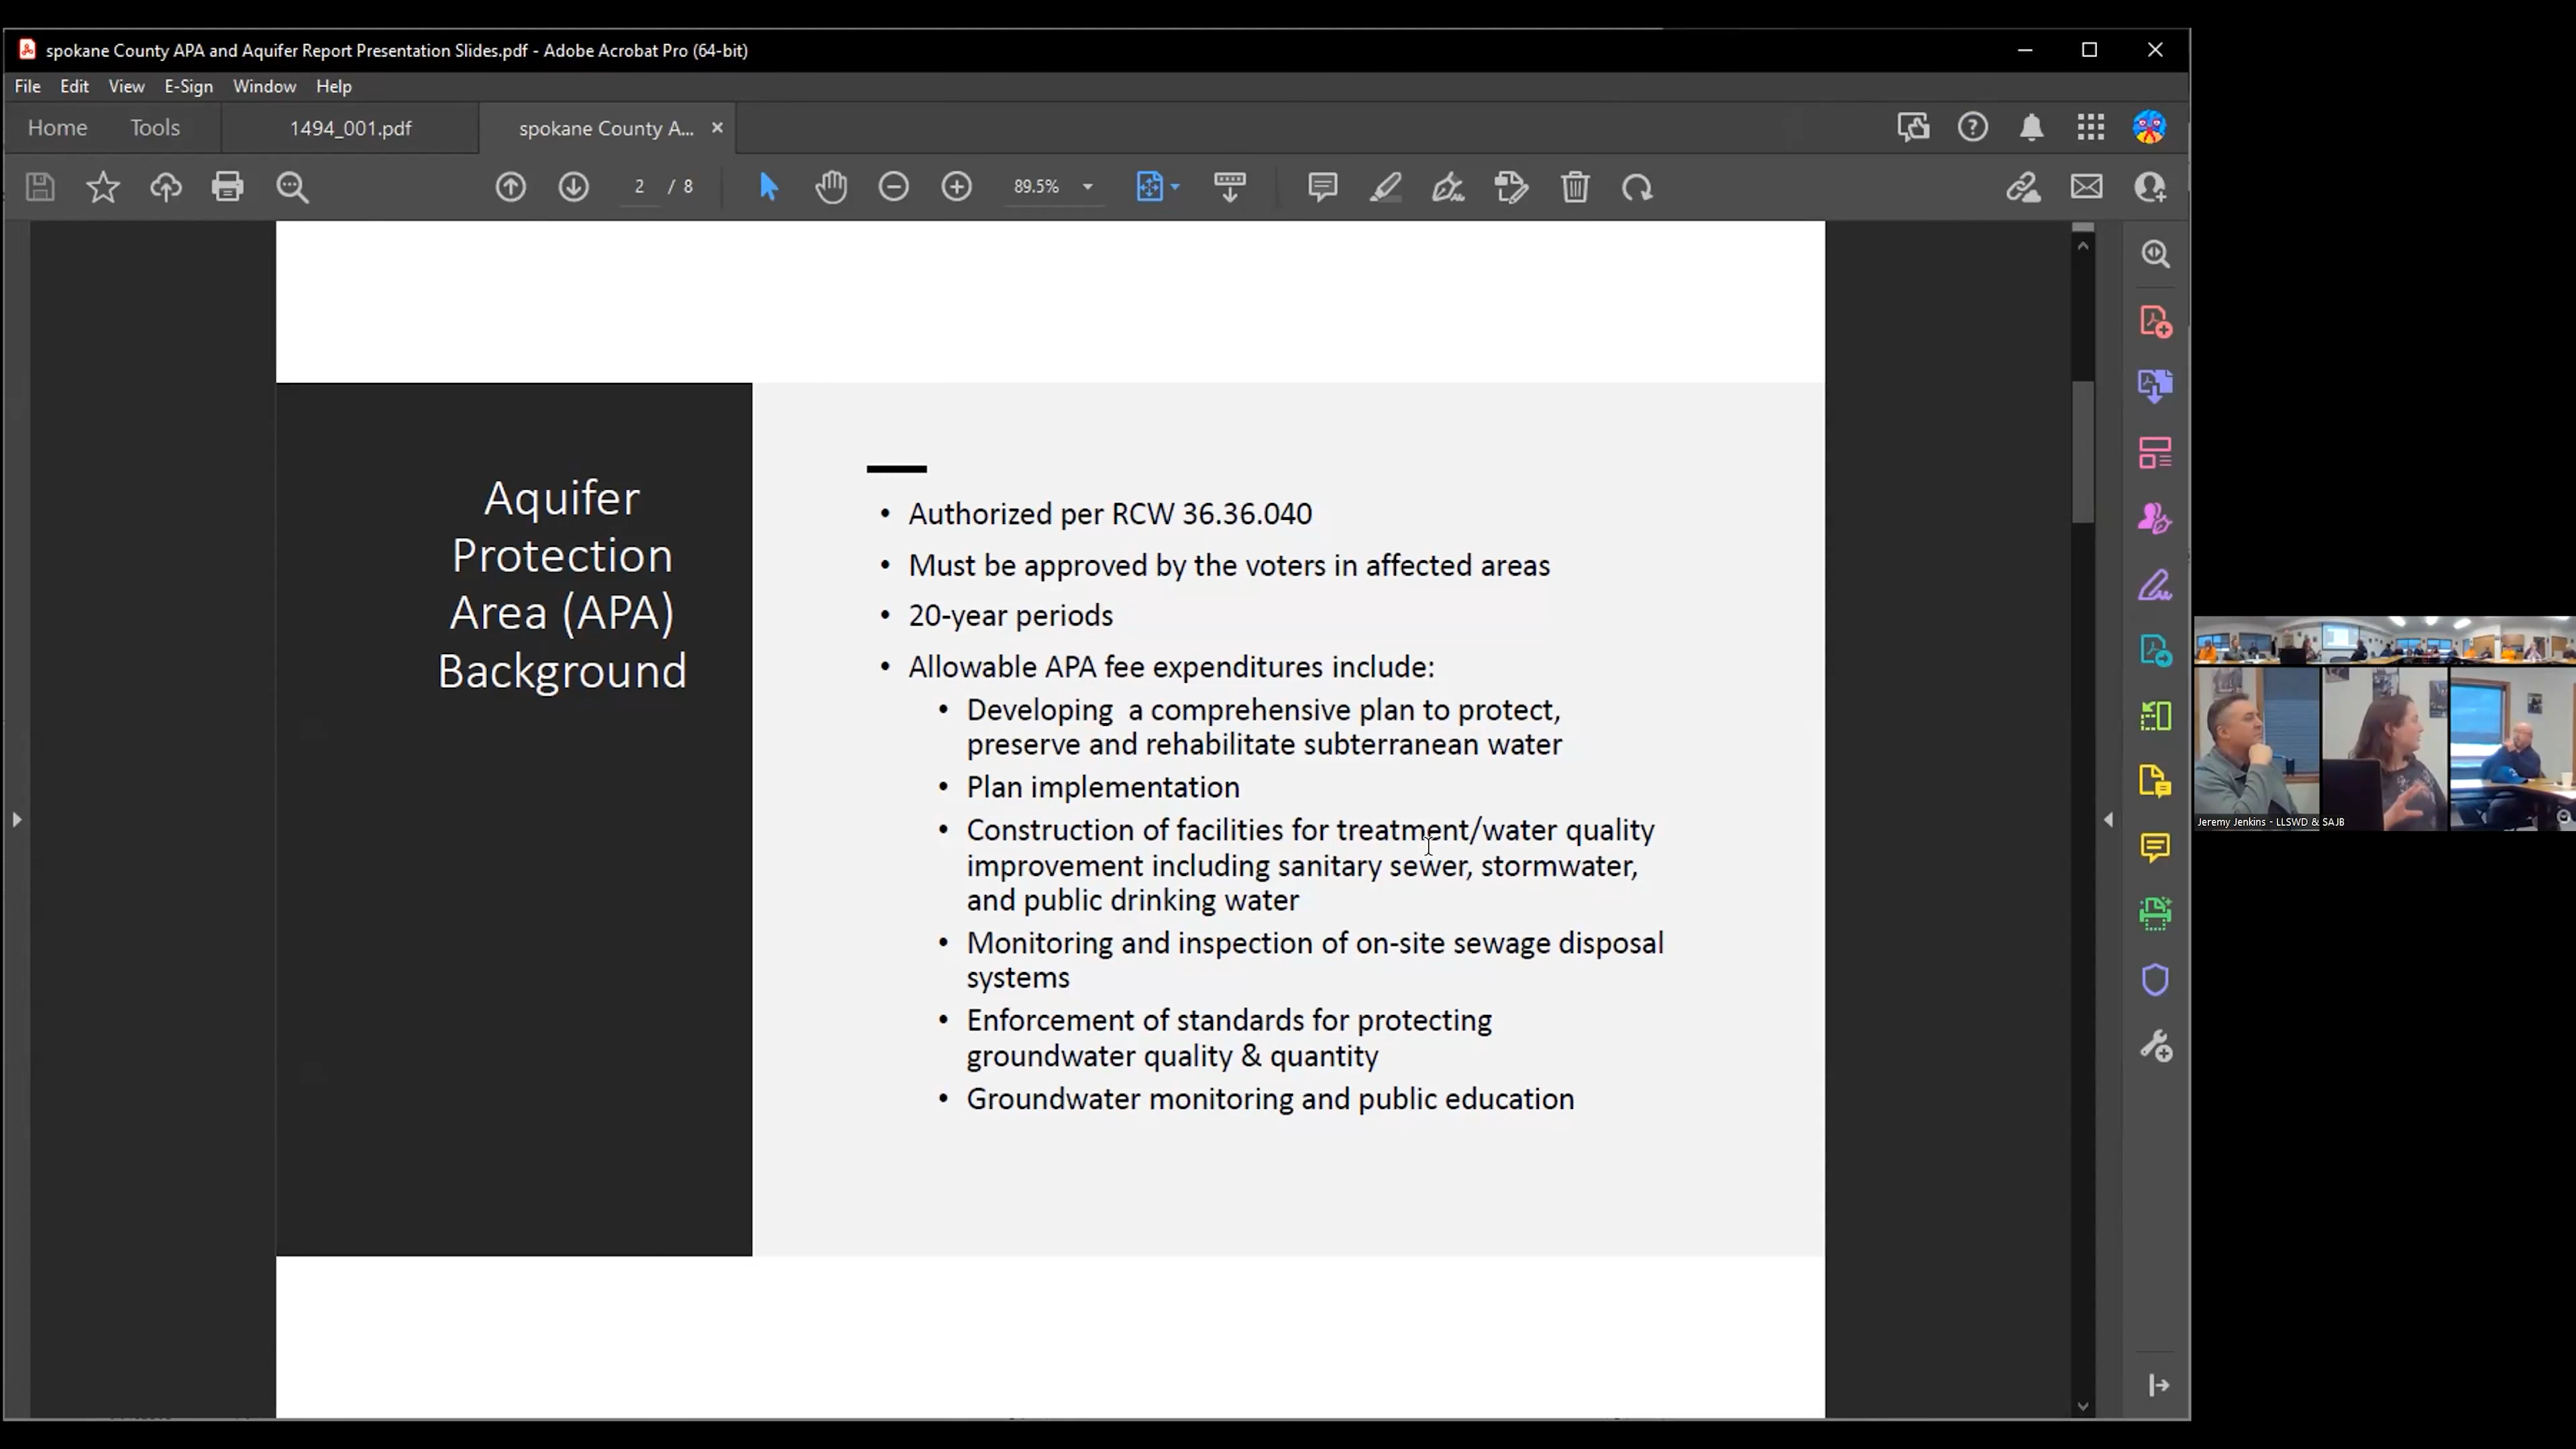 spokane County APA and Aquifer Report Presentation Slides.pdf - Adobe Acrobat Pro (64-bit)
File Edit View E-Sign Window Help
Home Tools 1494_001.pdf spokane County A...
2 / 8 89.5%
Aquifer
Protection
Area (APA)
Background
• Authorized per RCW 36.36.040
• Must be approved by the voters in affected areas
• 20-year periods
• Allowable APA fee expenditures include:
• Developing a comprehensive plan to protect,
preserve and rehabilitate subterranean water
• Plan implementation
• Construction of facilities for treatment/water quality
improvement including sanitary sewer, stormwater,
and public drinking water
• Monitoring and inspection of on-site sewage disposal
systems
• Enforcement of standards for protecting
groundwater quality & quantity
• Groundwater monitoring and public education
Jeremy Jenkins - LLSWD & SAJB